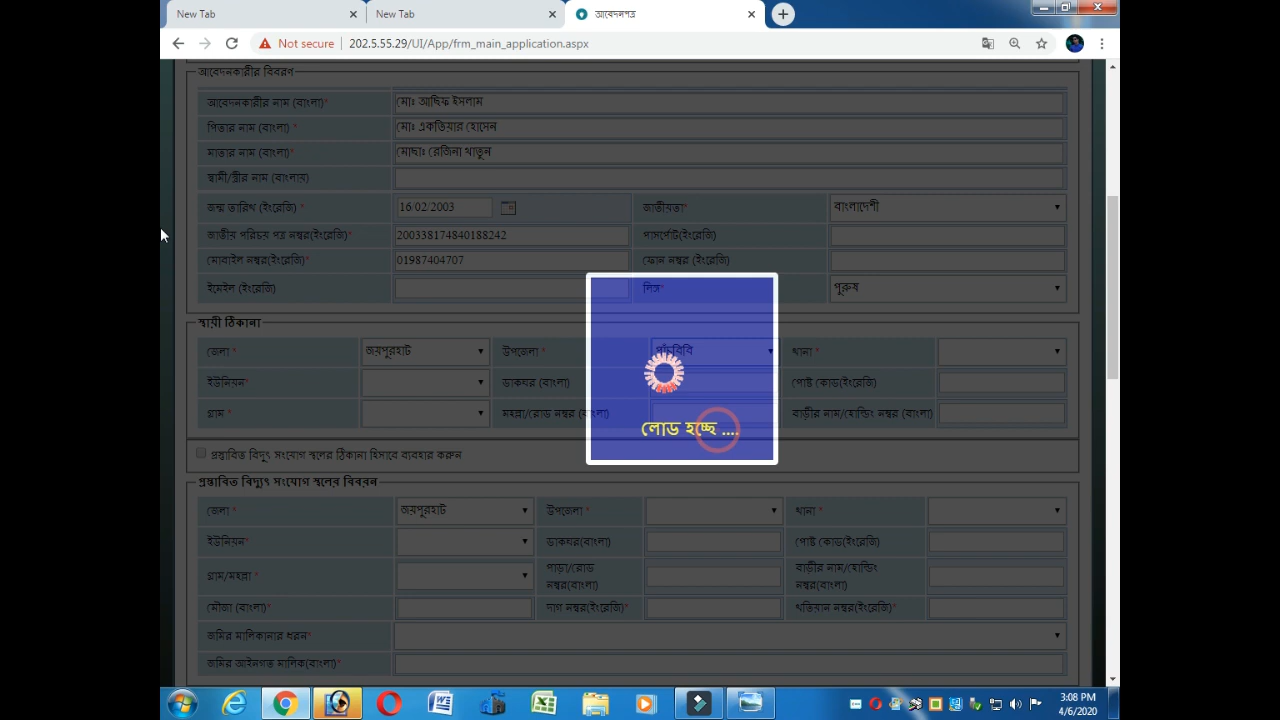 New Tab
New Tab
আবেদনপত্র
Not secure | 202.5.55.29/UI/App/frm_main_application.aspx
আবেদনকারীর বিবরণ
আবেদনকারীর নাম (বাংলা)* মোঃ আছিফ ইসলাম
পিতার নাম (বাংলা) * মোঃ একতিয়ার হোসেন
মাতার নাম (বাংলা)* মোছাঃ রেজিনা খাতুন
স্বামী/স্ত্রীর নাম (বাংলায়)
জন্ম তারিখ (ইংরেজি) * 16/02/2003 জাতীয়তা* বাংলাদেশী
জাতীয় পরিচয় পত্র নম্বর(ইংরেজি)* 200338174840188242 পাসপোর্ট(ইংরেজি)
মোবাইল নম্বর(ইংরেজি)* 01987404707 ফোন নম্বর (ইংরেজি)
ইমেইল (ইংরেজি) লিঙ্গ* পুরুষ
স্থায়ী ঠিকানা
জেলা * জয়পুরহাট উপজেলা * পাঁচবিবি থানা *
ইউনিয়ন* ডাকঘর (বাংলা) পোষ্ট কোড(ইংরেজি)
গ্রাম * মহল্লা/রোড নম্বর (বাংলা) বাড়ীর নাম/হোল্ডিং নম্বর (বাংলা)
লোড হচ্ছে ....
প্রস্তাবিত বিদ্যুৎ সংযোগ স্থলের ঠিকানা হিসাবে ব্যবহার করুন
প্রস্তাবিত বিদ্যুৎ সংযোগ স্থলের বিবরন
জেলা * জয়পুরহাট উপজেলা * থানা *
ইউনিয়ন* ডাকঘর(বাংলা) পোষ্ট কোড(ইংরেজি)
গ্রাম/মহল্লা * পাড়া/রোড নম্বর(বাংলা) বাড়ীর নাম/হোল্ডিং নম্বর(বাংলা)
মৌজা (বাংলা)* দাগ নম্বর(ইংরেজি)* খতিয়ান নম্বর(ইংরেজি)*
জমির মালিকানার ধরন*
জমির আইনগত মালিক(বাংলা)*
3:08 PM
4/6/2020